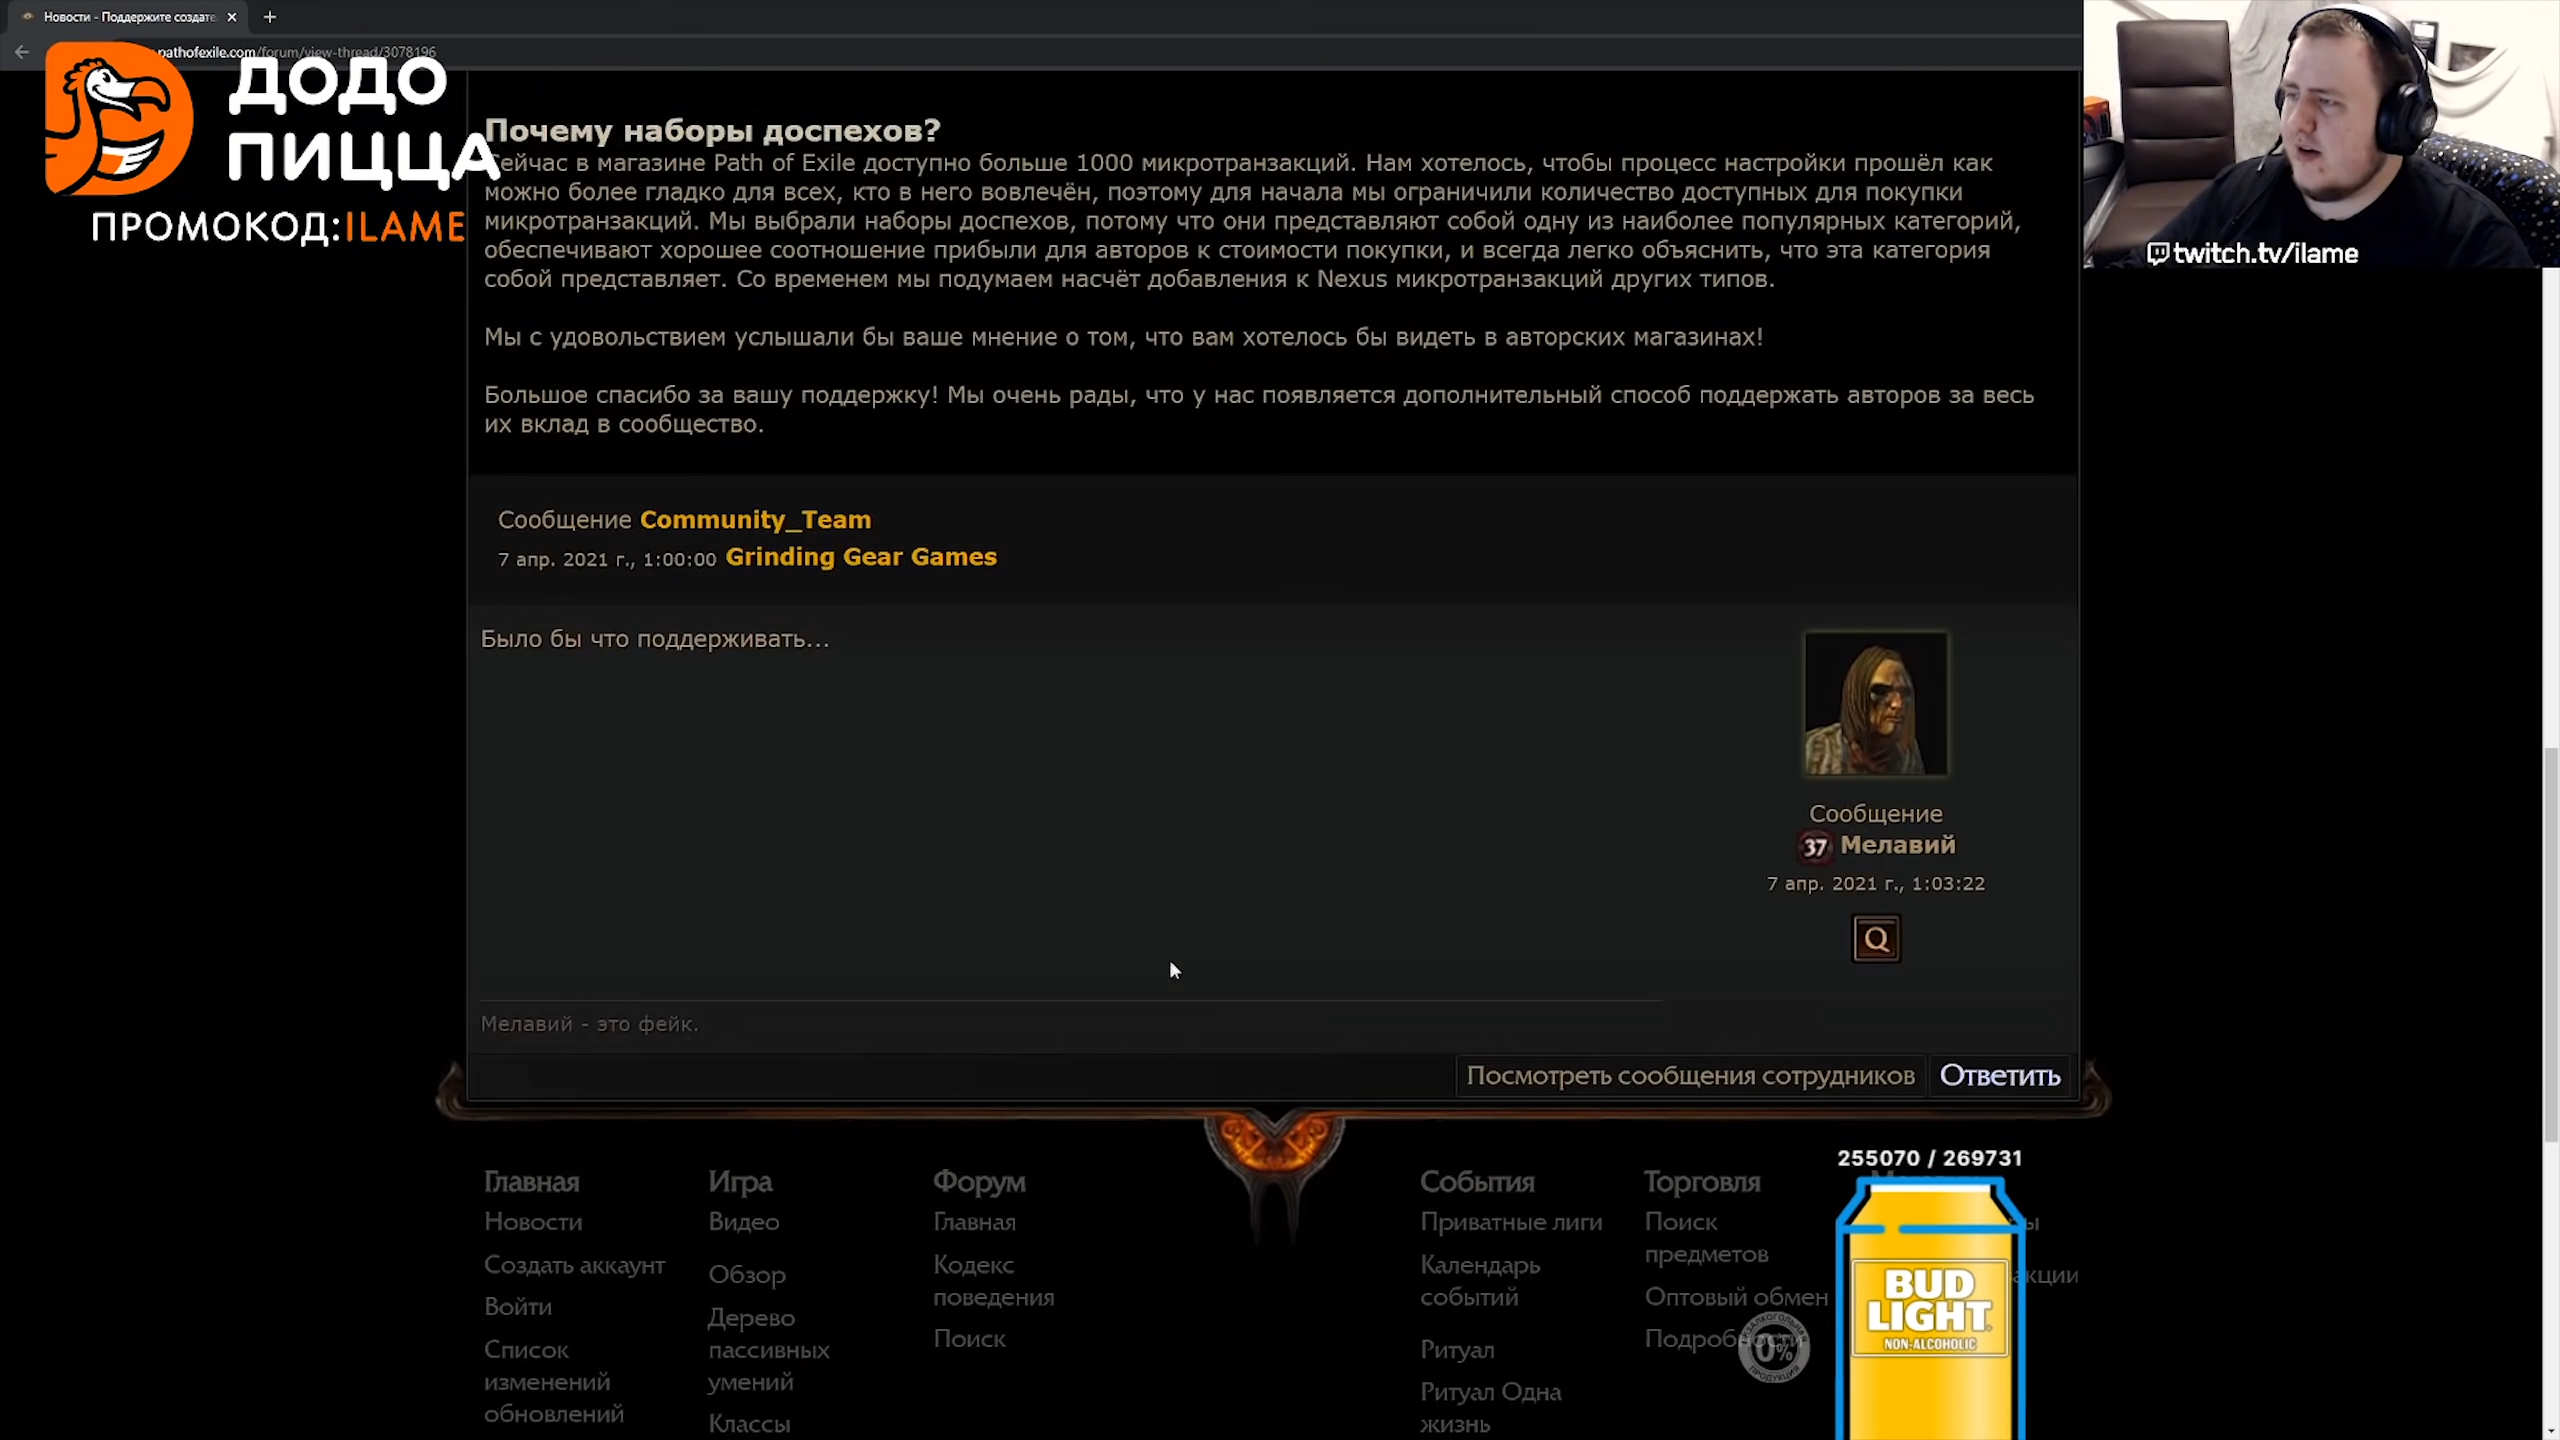 Новости - Поддержите создате
pathofexile.com/forum/view-thread/3078196
ДОДО
ПИЦЦА
ПРОМОКОД:ILAME
twitch.tv/ilame
Почему наборы доспехов?
Сейчас в магазине Path of Exile доступно больше 1000 микротранзакций. Нам хотелось, чтобы процесс настройки прошёл как
можно более гладко для всех, кто в него вовлечён, поэтому для начала мы ограничили количество доступных для покупки
микротранзакций. Мы выбрали наборы доспехов, потому что они представляют собой одну из наиболее популярных категорий,
обеспечивают хорошее соотношение прибыли для авторов к стоимости покупки, и всегда легко объяснить, что эта категория
собой представляет. Со временем мы подумаем насчёт добавления к Nexus микротранзакций других типов.
Мы с удовольствием услышали бы ваше мнение о том, что вам хотелось бы видеть в авторских магазинах!
Большое спасибо за вашу поддержку! Мы очень рады, что у нас появляется дополнительный способ поддержать авторов за весь
их вклад в сообщество.
Сообщение Community_Team
7 апр. 2021 г., 1:00:00 Grinding Gear Games
Было бы что поддерживать...
Сообщение
37 Мелавий
7 апр. 2021 г., 1:03:22
Q
Мелавий - это фейк.
Посмотреть сообщения сотрудников
Ответить
Главная
Новости
Создать аккаунт
Войти
Список
изменений
обновлений
Игра
Видео
Обзор
Дерево
пассивных
умений
Классы
Форум
Главная
Кодекс
поведения
Поиск
События
Приватные лиги
Календарь
событий
Ритуал
Ритуал Одна
жизнь
Торговля
Поиск
предметов
Оптовый обмен
Подробности
255070 / 269731
BUD
LIGHT
NON-ALCOHOLIC
0%